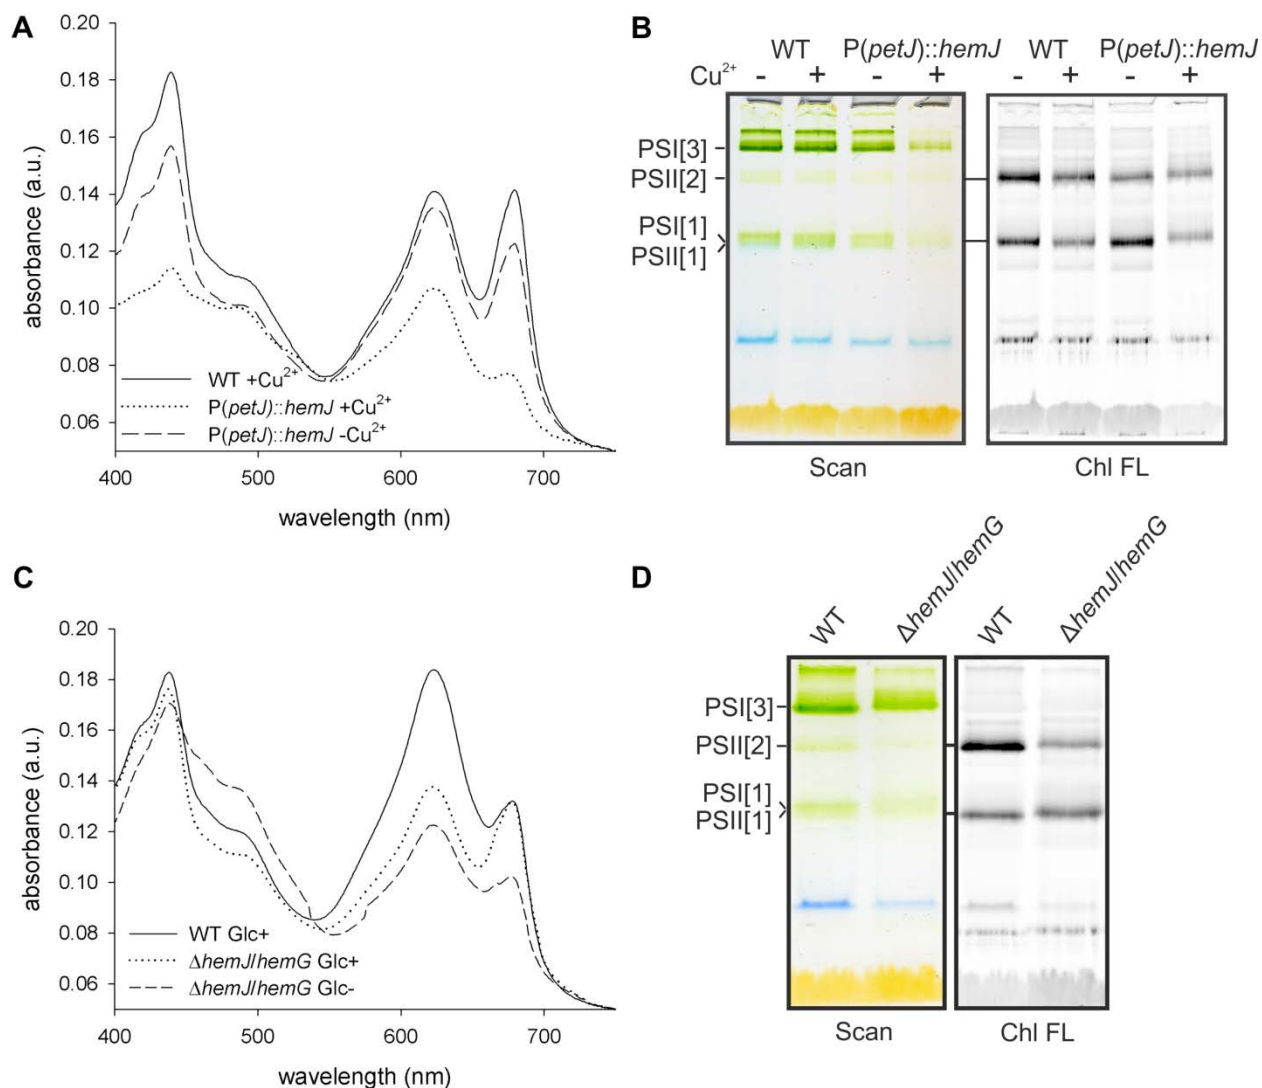 A
0.20
0.18
0.16
0.14
0.12
0.10
0.08
0.06
absorbance (a.u.)
WT +Cu²⁺
P(petJ)::hemJ +Cu²⁺
P(petJ)::hemJ -Cu²⁺
400 500 600 700
wavelength (nm)
B
WT P(petJ)::hemJ WT P(petJ)::hemJ
Cu²⁺ - + - + - + - +
PSI[3]
PSII[2]
PSI[1]
PSII[1]
Scan Chl FL
C
0.20
0.18
0.16
0.14
0.12
0.10
0.08
0.06
absorbance (a.u.)
WT Glc+
ΔhemJ/hemG Glc+
ΔhemJ/hemG Glc-
400 500 600 700
wavelength (nm)
D
WT ΔhemJ/hemG WT ΔhemJ/hemG
PSI[3]
PSII[2]
PSI[1]
PSII[1]
Scan Chl FL